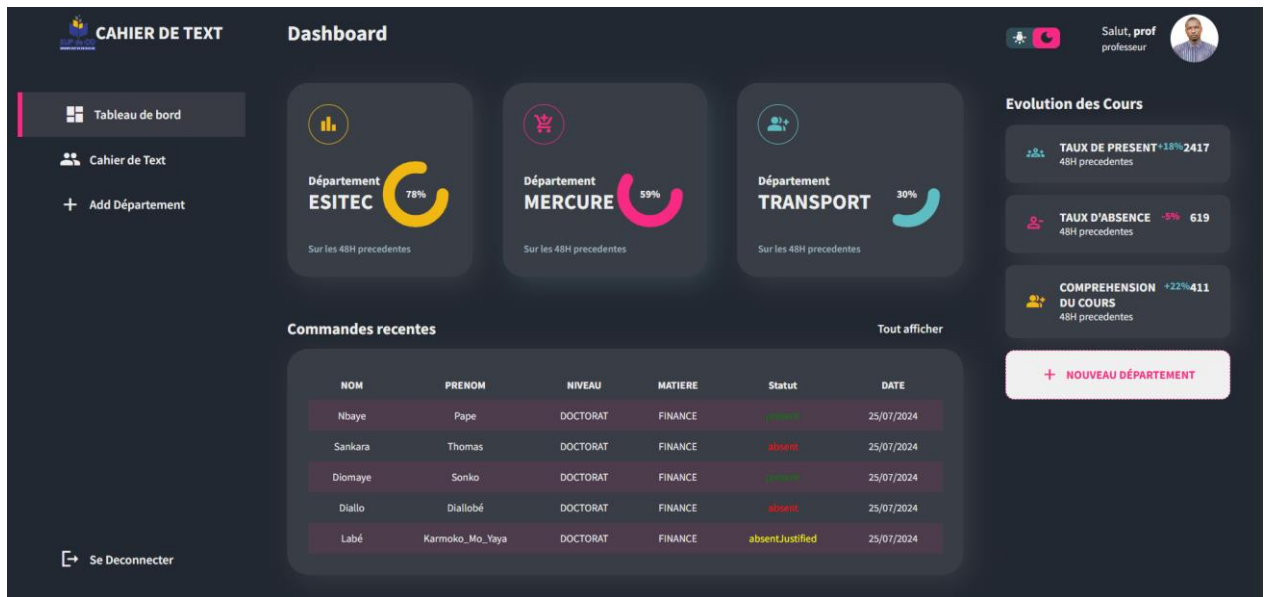 CAHIER DE TEXT
Dashboard
Salut, prof
professeur
Tableau de bord
Cahier de Text
Add Département
Département
ESITEC
78%
Sur les 48H precedentes
Département
MERCURE
59%
Sur les 48H precedentes
Département
TRANSPORT
30%
Sur les 48H precedentes
Evolution des Cours
TAUX DE PRESENT +18% 2417
48H precedentes
TAUX D'ABSENCE -5% 619
48H precedentes
COMPREHENSION +22% 411
DU COURS
48H precedentes
+ NOUVEAU DÉPARTEMENT
Commandes recentes Tout afficher
NOM PRENOM NIVEAU MATIERE Statut DATE
Nbaye Pape DOCTORAT FINANCE present 25/07/2024
Sankara Thomas DOCTORAT FINANCE absent 25/07/2024
Diomaye Sonko DOCTORAT FINANCE present 25/07/2024
Diallo Diallobé DOCTORAT FINANCE absent 25/07/2024
Labé Karmoko_Mo_Yaya DOCTORAT FINANCE absentJustified 25/07/2024
Se Deconnecter